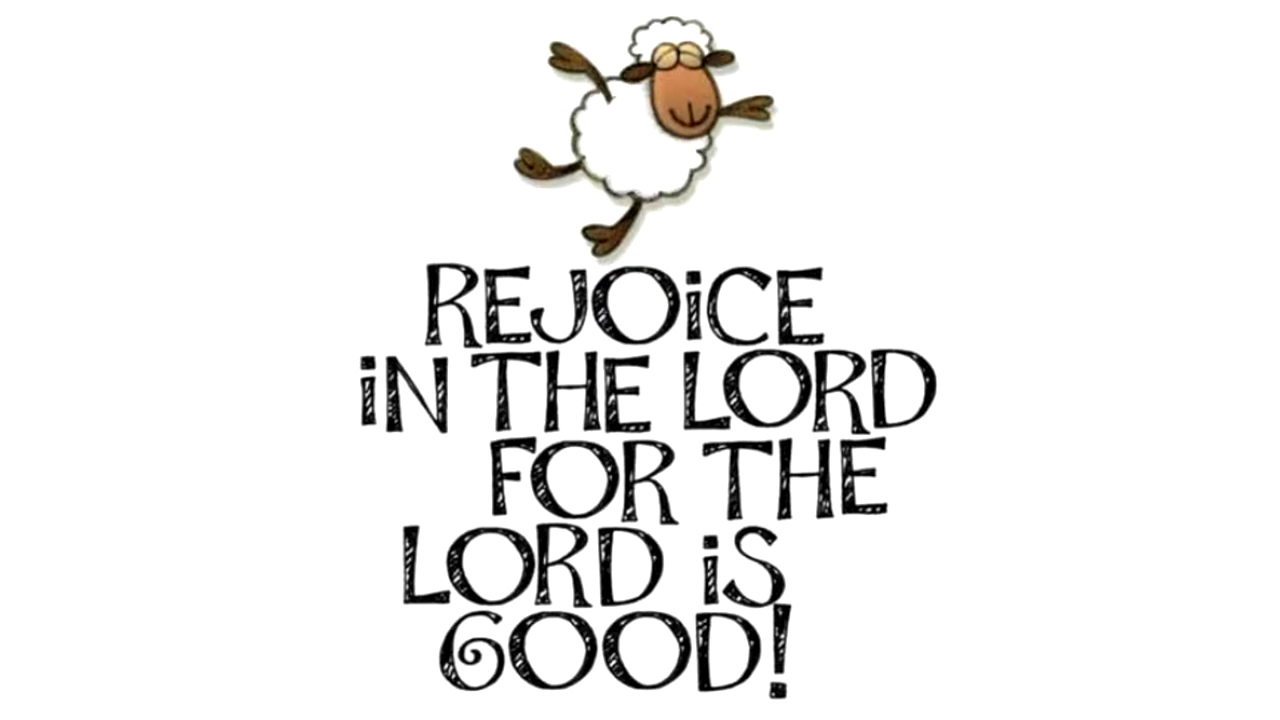 REJOiCE
iN THE LORD
FOR THE
LORD iS
GOOD!